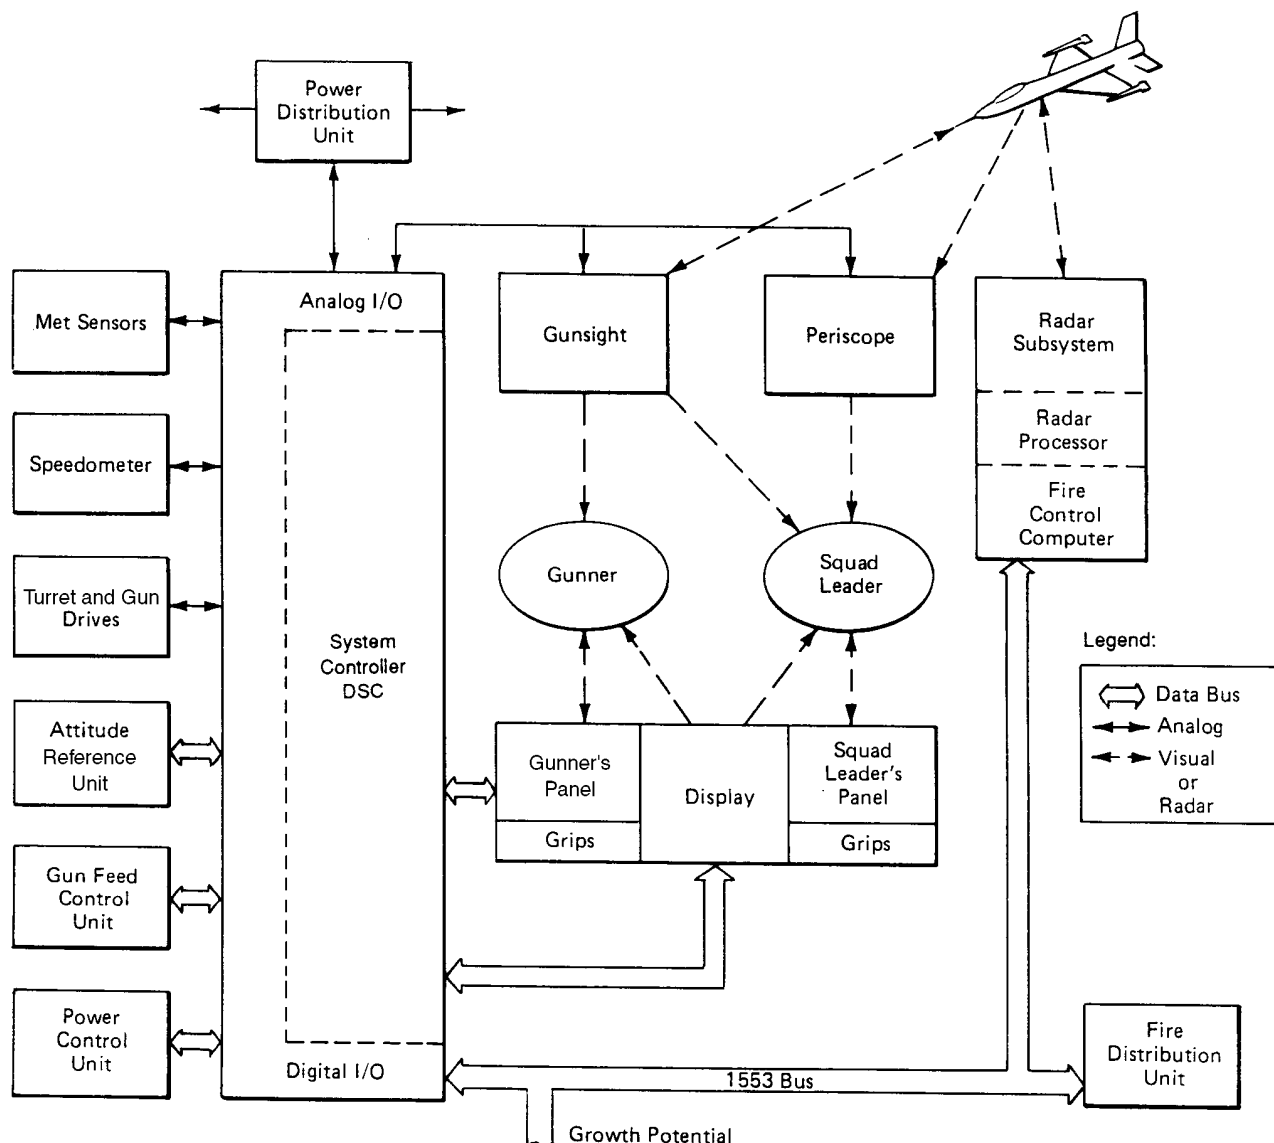 Power
Distribution
Unit
Analog I/O
Met Sensors
Gunsight
Periscope
Radar
Subsystem
Radar
Processor
Speedometer
Fire
Control
Computer
Gunner
Squad
Leader
Turret and Gun
Drives
System
Controller
DSC
Legend:
Data Bus
Analog
Visual
or
Radar
Attitude
Reference
Unit
Gunner's
Panel
Grips
Display
Squad
Leader's
Panel
Grips
Gun Feed
Control
Unit
Power
Control
Unit
Digital I/O
1553 Bus
Fire
Distribution
Unit
Growth Potential